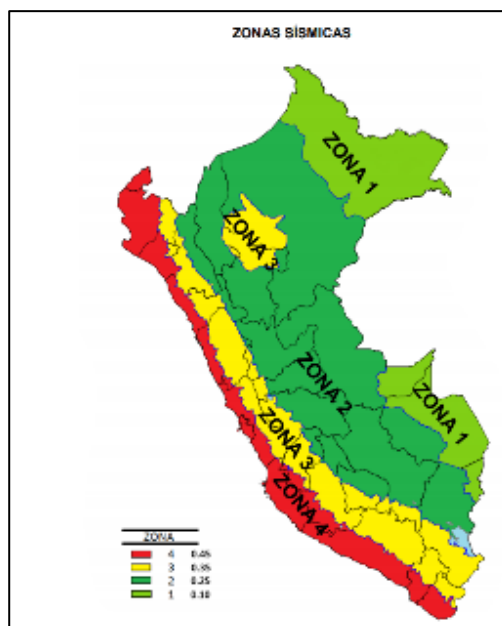 ZONAS SÍSMICAS
ZONA 1
ZONA 3
ZONA 2
ZONA 1
ZONA 3
ZONA 4
ZONA
4 0.45
3 0.35
2 0.25
1 0.10